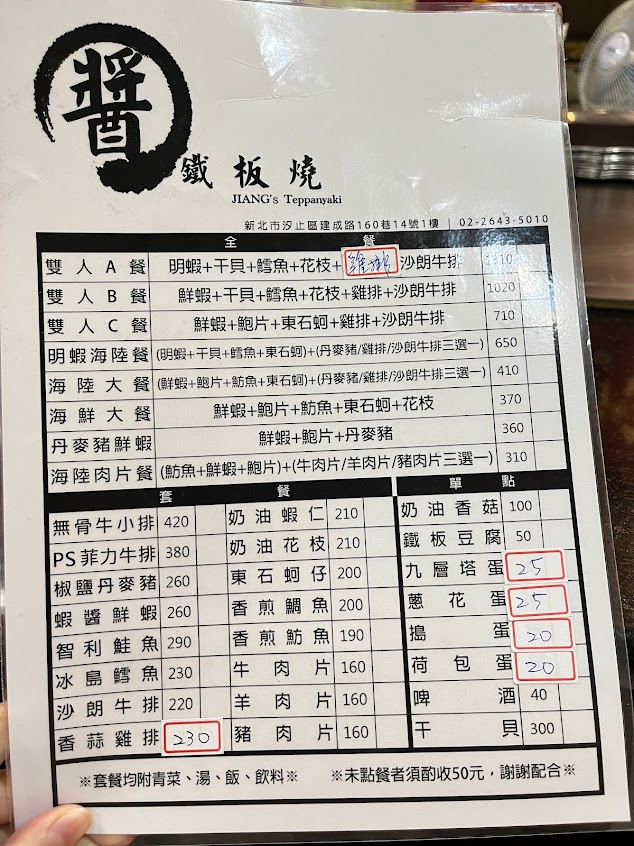 醬
鐵板燒
JIANG's Teppanyaki
新北市汐止區建成路160巷14號1樓 | 02-2643-5010
全餐
雙人A餐 明蝦+干貝+鱈魚+花枝+雞排 沙朗牛排
雙人B餐 鮮蝦+干貝+鱈魚+花枝+雞排+沙朗牛排 1020
雙人C餐 鮮蝦+鮑片+東石蚵+雞排+沙朗牛排 710
明蝦海陸餐 (明蝦+干貝+鱈魚+東石蚵)+(丹麥豬/雞排/沙朗牛排三選一) 650
海陸大餐 (鮮蝦+鮑片+魴魚+東石蚵)+(丹麥豬/雞排/沙朗牛排三選一) 410
海鮮大餐 鮮蝦+鮑片+魴魚+東石蚵+花枝 370
丹麥豬鮮蝦 鮮蝦+鮑片+丹麥豬 360
海陸肉片餐 (魴魚+鮮蝦+鮑片)+(牛肉片/羊肉片/豬肉片三選一) 310
套餐 單點
無骨牛小排 420 奶油蝦仁 210 奶油香菇 100
PS菲力牛排 380 奶油花枝 210 鐵板豆腐 50
椒鹽丹麥豬 260 東石蚵仔 200 九層塔蛋 25
蝦醬鮮蝦 260 香煎鯛魚 200 蔥花蛋 25
智利鮭魚 290 香煎魴魚 190 搗蛋 20
冰島鱈魚 230 牛肉片 160 荷包蛋 20
沙朗牛排 220 羊肉片 160 啤酒 40
香蒜雞排 230 豬肉片 160 干貝 300
※套餐均附青菜、湯、飯、飲料※ ※未點餐者須酌收50元，謝謝配合※